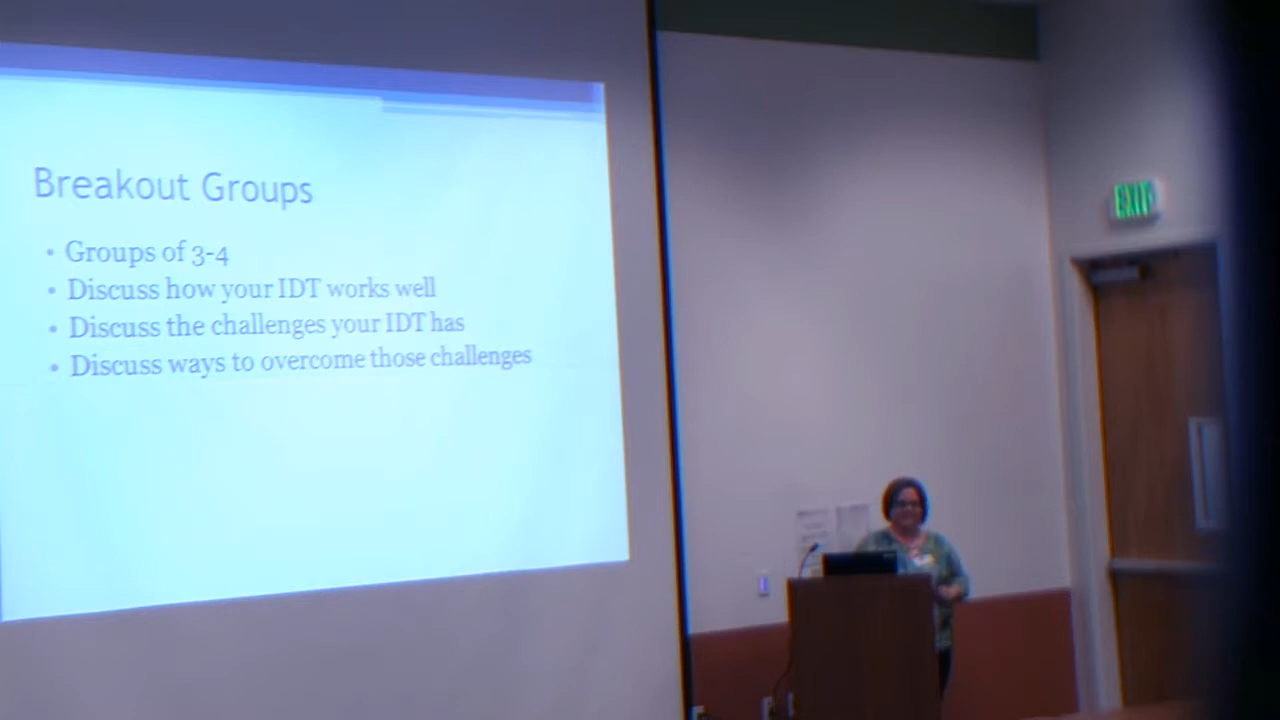 Breakout Groups
• Groups of 3-4
• Discuss how your IDT works well
• Discuss the challenges your IDT has
• Discuss ways to overcome those challenges
EXIT